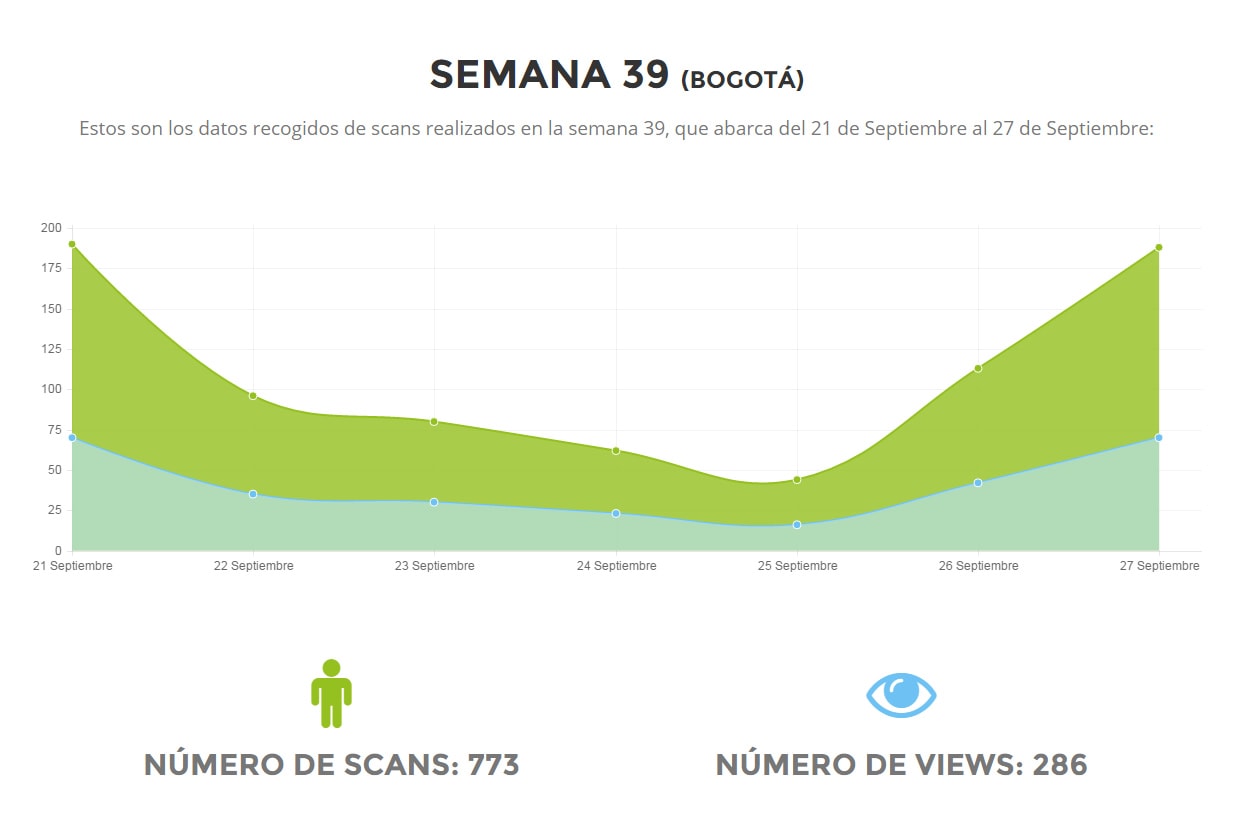 SEMANA 39 (BOGOTÁ)
Estos son los datos recogidos de scans realizados en la semana 39, que abarca del 21 de Septiembre al 27 de Septiembre:
200
175
150
125
100
75
50
25
0
21 Septiembre 22 Septiembre 23 Septiembre 24 Septiembre 25 Septiembre 26 Septiembre 27 Septiembre
NÚMERO DE SCANS: 773 NÚMERO DE VIEWS: 286